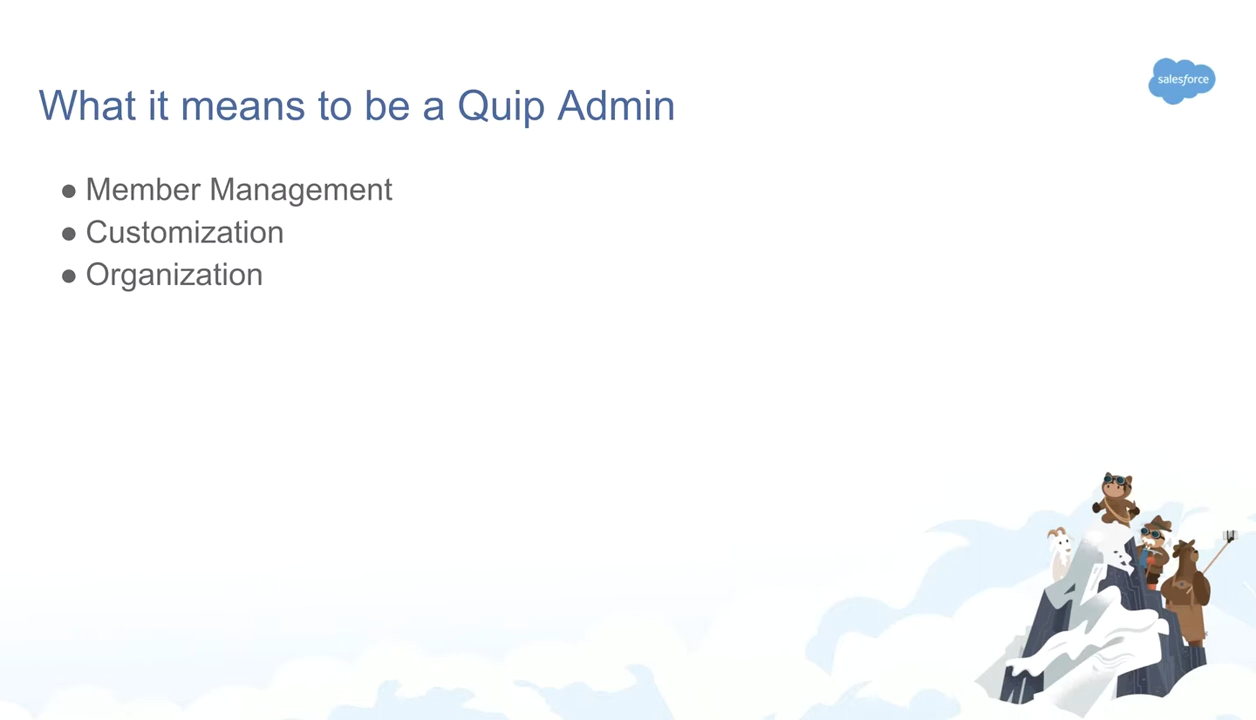 salesforce
What it means to be a Quip Admin
● Member Management
● Customization
● Organization